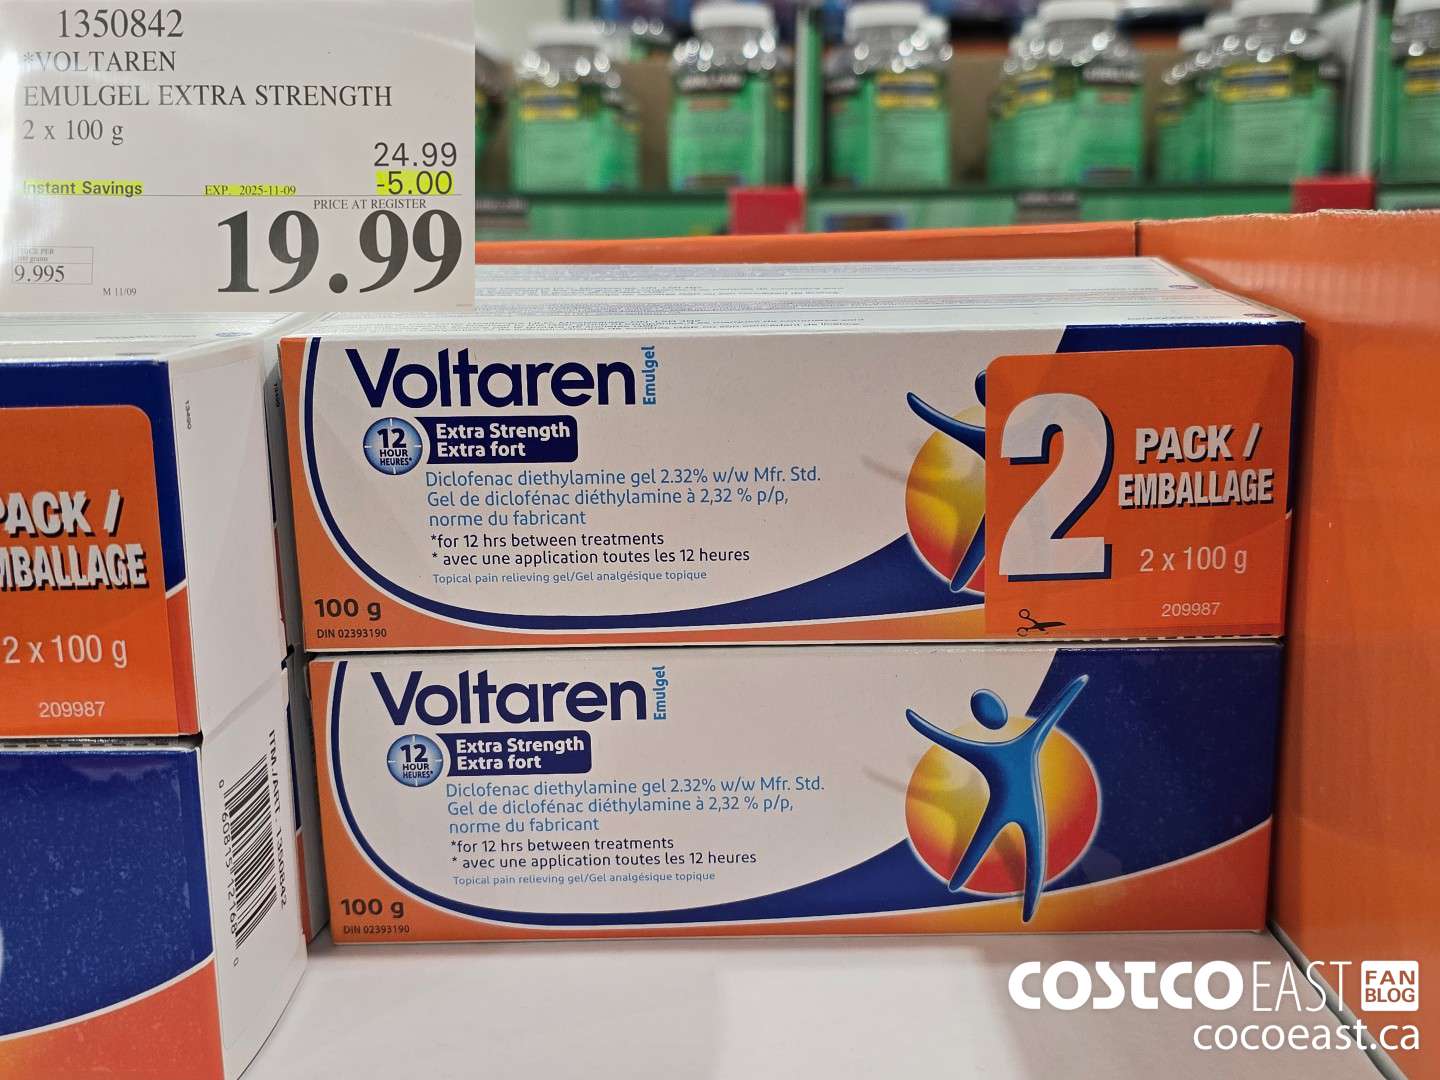 1350842
*VOLTAREN
EMULGEL EXTRA STRENGTH
2 x 100 g
24.99
Instant Savings EXP. 2025-11-09 -5.00
PRICE AT REGISTER
19.99
PRICE PER
100 grams
9.995
M 11/09
Voltaren Emulgel
12 HOUR HEURES*
Extra Strength
Extra fort
Diclofenac diethylamine gel 2.32% w/w Mfr. Std.
Gel de diclofénac diéthylamine à 2,32 % p/p,
norme du fabricant
*for 12 hrs between treatments
* avec une application toutes les 12 heures
Topical pain relieving gel/Gel analgésique topique
100 g
DIN 02393190
2 PACK /
EMBALLAGE
2 x 100 g
209987
Voltaren Emulgel
12 HOUR HEURES*
Extra Strength
Extra fort
Diclofenac diethylamine gel 2.32% w/w Mfr. Std.
Gel de diclofénac diéthylamine à 2,32 % p/p,
norme du fabricant
*for 12 hrs between treatments
* avec une application toutes les 12 heures
Topical pain relieving gel/Gel analgésique topique
100 g
DIN 02393190
PACK /
EMBALLAGE
2 x 100 g
209987
ITM./ART. 1350842
COSTCO EAST FAN BLOG
cocoeast.ca